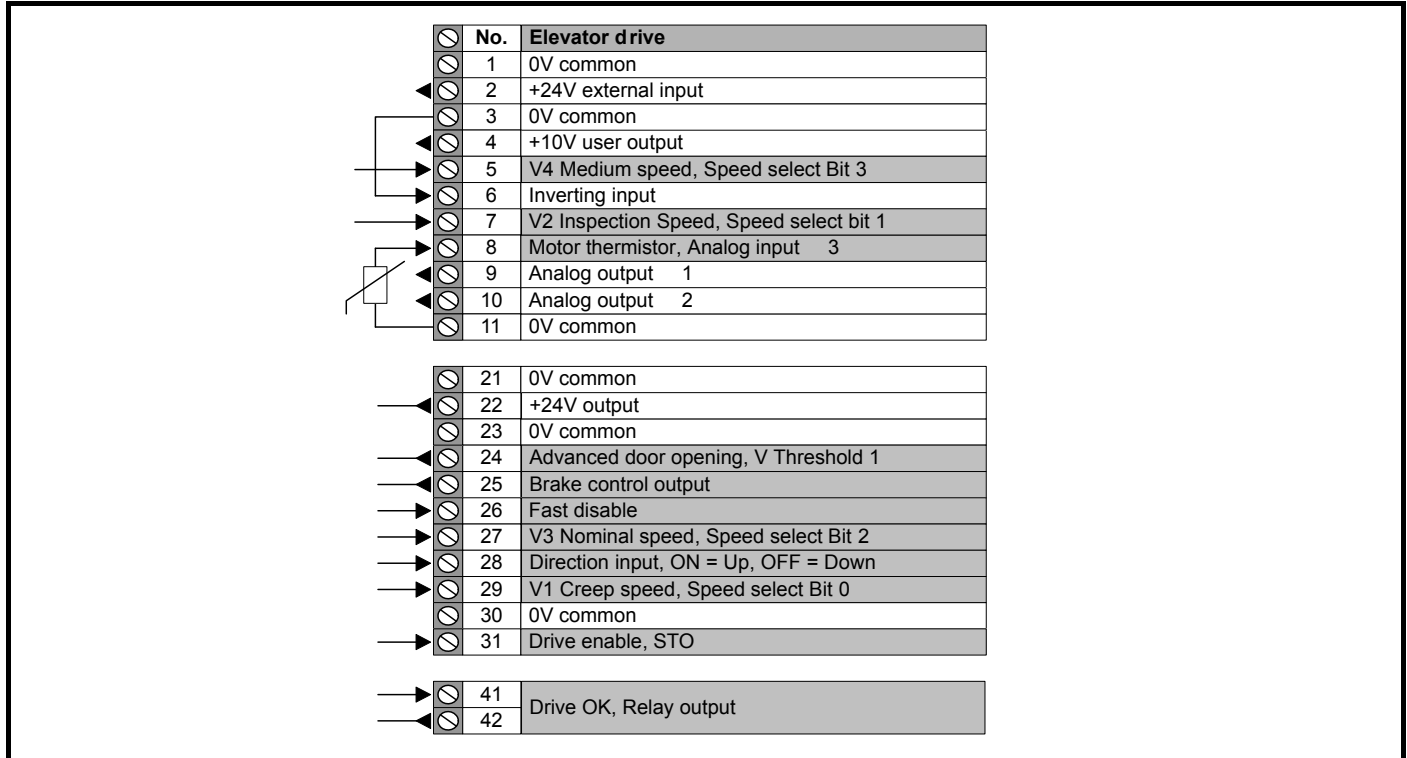 No. Elevator drive
1 0V common
2 +24V external input
3 0V common
4 +10V user output
5 V4 Medium speed, Speed select Bit 3
6 Inverting input
7 V2 Inspection Speed, Speed select bit 1
8 Motor thermistor, Analog input 3
9 Analog output 1
10 Analog output 2
11 0V common
21 0V common
22 +24V output
23 0V common
24 Advanced door opening, V Threshold 1
25 Brake control output
26 Fast disable
27 V3 Nominal speed, Speed select Bit 2
28 Direction input, ON = Up, OFF = Down
29 V1 Creep speed, Speed select Bit 0
30 0V common
31 Drive enable, STO
41
Drive OK, Relay output
42